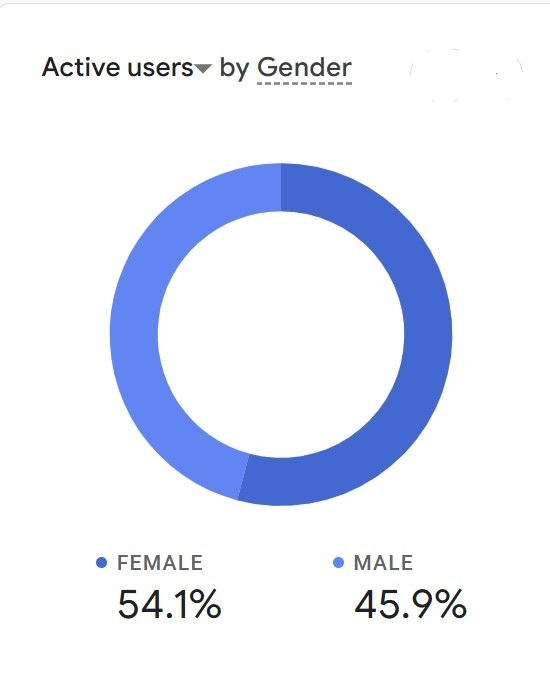 Active users by Gender
FEMALE
54.1%
MALE
45.9%